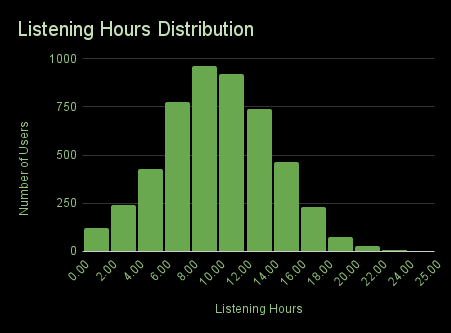 Listening Hours Distribution
1000
750
500
250
0
Number of Users
0.00 2.00 4.00 6.00 8.00 10.00 12.00 14.00 16.00 18.00 20.00 22.00 24.00 25.00
Listening Hours